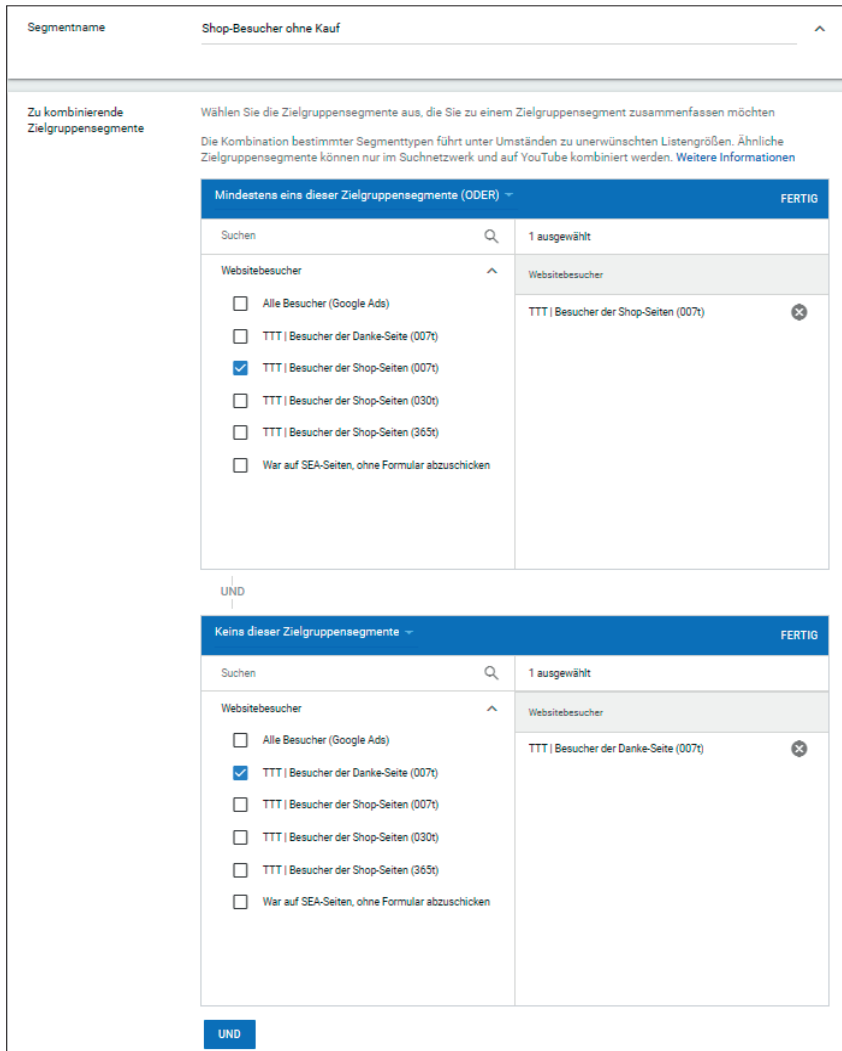 Segmentname
Shop-Besucher ohne Kauf
Zu kombinierende
Zielgruppensegmente
Wählen Sie die Zielgruppensegmente aus, die Sie zu einem Zielgruppensegment zusammenfassen möchten
Die Kombination bestimmter Segmenttypen führt unter Umständen zu unerwünschten Listengrößen. Ähnliche
Zielgruppensegmente können nur im Suchnetzwerk und auf YouTube kombiniert werden. Weitere Informationen
Mindestens eins dieser Zielgruppensegmente (ODER)
FERTIG
Suchen
1 ausgewählt
Websitebesucher
Websitebesucher
Alle Besucher (Google Ads)
TTT | Besucher der Shop-Seiten (007t)
TTT | Besucher der Danke-Seite (007t)
TTT | Besucher der Shop-Seiten (007t)
TTT | Besucher der Shop-Seiten (030t)
TTT | Besucher der Shop-Seiten (365t)
War auf SEA-Seiten, ohne Formular abzuschicken
UND
Keins dieser Zielgruppensegmente
FERTIG
Suchen
1 ausgewählt
Websitebesucher
Websitebesucher
Alle Besucher (Google Ads)
TTT | Besucher der Danke-Seite (007t)
TTT | Besucher der Danke-Seite (007t)
TTT | Besucher der Shop-Seiten (007t)
TTT | Besucher der Shop-Seiten (030t)
TTT | Besucher der Shop-Seiten (365t)
War auf SEA-Seiten, ohne Formular abzuschicken
UND